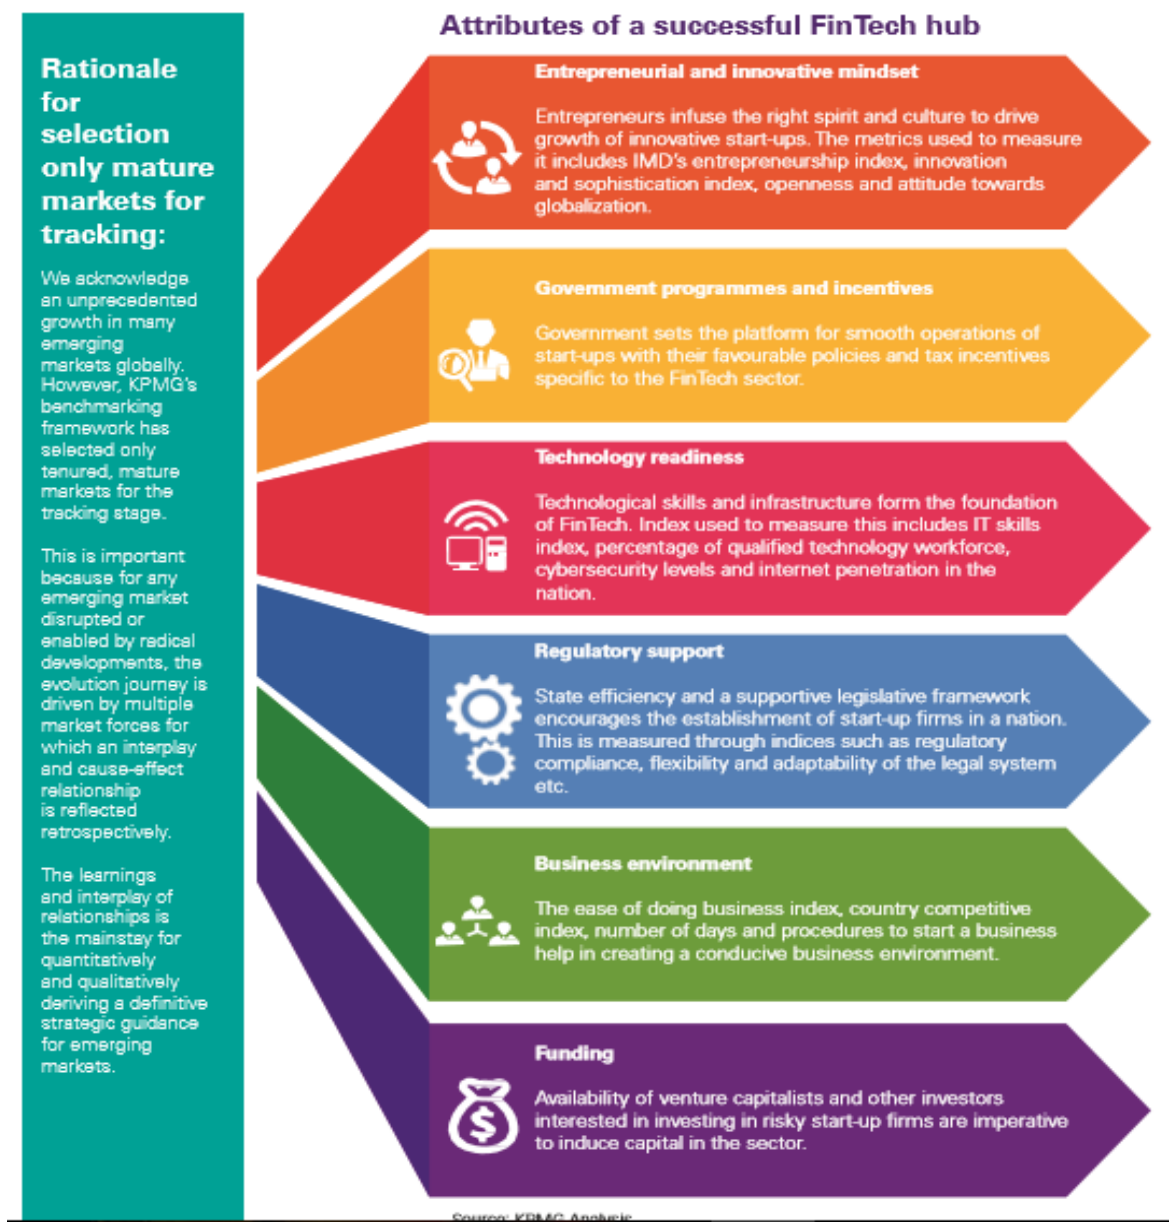 Attributes of a successful FinTech hub
Rationale
for
selection
only mature
markets for
tracking:
We acknowledge
an unprecedented
growth in many
emerging
markets globally.
However, KPMG's
benchmarking
framework has
selected only
tenured, mature
markets for the
tracking stage.
This is important
because for any
emerging market
disrupted or
enabled by radical
developments, the
evolution journey is
driven by multiple
market forces for
which an interplay
and cause-effect
relationship
is reflected
retrospectively.
The learnings
and interplay of
relationships is
the mainstay for
quantitatively
and qualitatively
deriving a definitive
strategic guidance
for emerging
markets.
Entrepreneurial and innovative mindset
Entrepreneurs infuse the right spirit and culture to drive
growth of innovative start-ups. The metrics used to measure
it includes IMD's entrepreneurship index, innovation
and sophistication index, openness and attitude towards
globalization.
Government programmes and incentives
Government sets the platform for smooth operations of
start-ups with their favourable policies and tax incentives
specific to the FinTech sector.
Technology readiness
Technological skills and infrastructure form the foundation
of FinTech. Index used to measure this includes IT skills
index, percentage of qualified technology workforce,
cybersecurity levels and internet penetration in the
nation.
Regulatory support
State efficiency and a supportive legislative framework
encourages the establishment of start-up firms in a nation.
This is measured through indices such as regulatory
compliance, flexibility and adaptability of the legal system
etc.
Business environment
The ease of doing business index, country competitive
index, number of days and procedures to start a business
help in creating a conducive business environment.
Funding
$
Availability of venture capitalists and other investors
interested in investing in risky start-up firms are imperative
to induce capital in the sector.
Source: KPMG Analysis